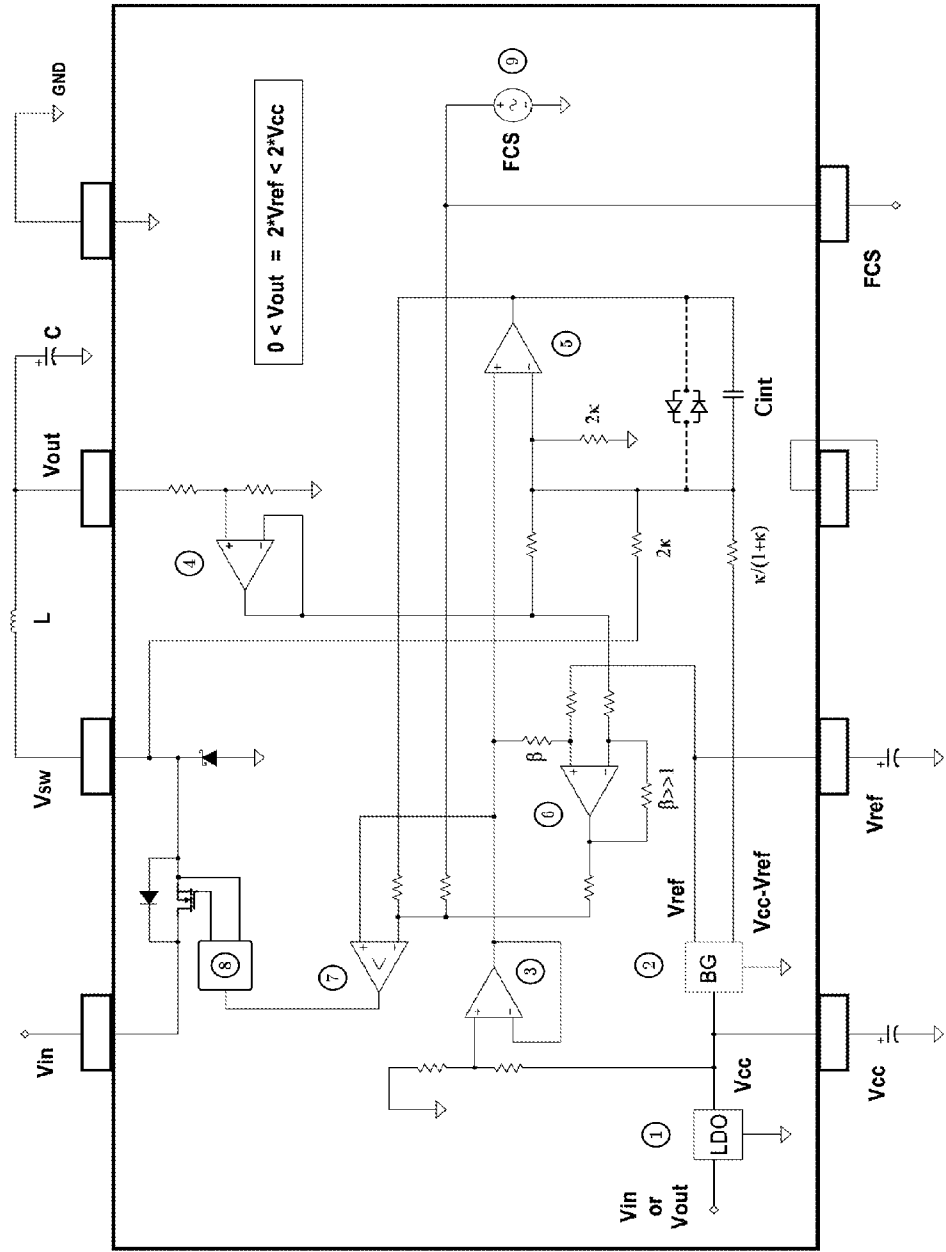 GND
C
Vout
L
Vsw
Vin
0 < Vout = 2*Vref < 2*Vcc
FCS
9
5
4
2κ
2κ
Cint
κ/(1+κ)
β
β>>1
6
7
8
3
Vref
Vcc-Vref
BG
2
Vcc
LDO
1
Vin
or
Vout
FCS
Vref
Vcc
+
-
+
-
+
-
+
-
+
-
+
-
<
+
+
+